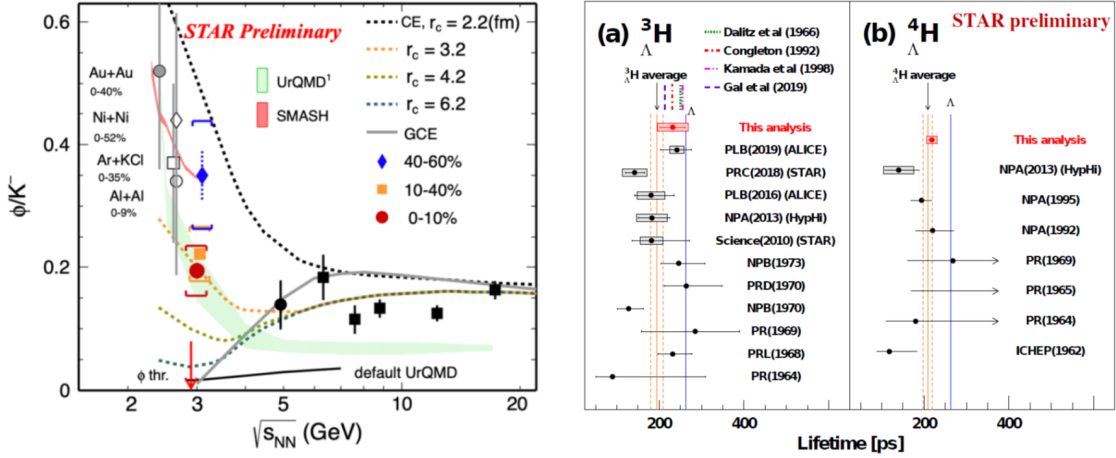 STAR Preliminary
CE, r_c = 2.2(fm)
r_c = 3.2
r_c = 4.2
r_c = 6.2
GCE
40-60%
10-40%
0-10%
UrQMD¹
SMASH
Au+Au
0-40%
Ni+Ni
0-52%
Ar+KCl
0-35%
Al+Al
0-9%
ϕ thr.
default UrQMD
ϕ/K⁻
0.6
0.4
0.2
0
2 3 4 5 10 20
√s_NN (GeV)
(a) ³_ΛH
Dalitz et al (1966)
Congleton (1992)
Kamada et al (1998)
Gal et al (2019)
³_ΛH average
Λ
This analysis
PLB(2019) (ALICE)
PRC(2018) (STAR)
PLB(2016) (ALICE)
NPA(2013) (HypHi)
Science(2010) (STAR)
NPB(1973)
PRD(1970)
NPB(1970)
PR(1969)
PRL(1968)
PR(1964)
200 400
STAR preliminary
(b) ⁴_ΛH
⁴_ΛH average
Λ
This analysis
NPA(2013) (HypHi)
NPA(1995)
NPA(1992)
PR(1969)
PR(1965)
PR(1964)
ICHEP(1962)
200 400
Lifetime [ps]